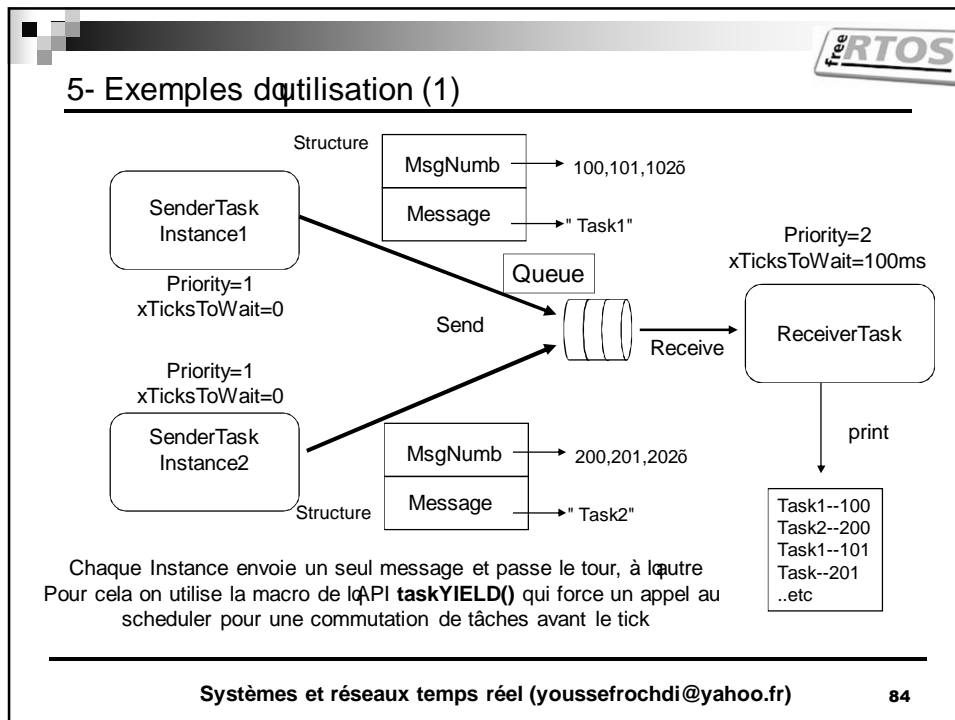 free RTOS
5- Exemples doqutilisation (1)
Structure
MsgNumb
100,101,102õ
Message
" Task1"
SenderTask
Instance1
Priority=1
xTicksToWait=0
Queue
Send
Receive
Priority=2
xTicksToWait=100ms
ReceiverTask
Priority=1
xTicksToWait=0
SenderTask
Instance2
MsgNumb
200,201,202õ
Structure
Message
" Task2"
print
Task1--100
Task2--200
Task1--101
Task--201
..etc
Chaque Instance envoie un seul message et passe le tour, à loqautre
Pour cela on utilise la macro de loqAPI taskYIELD() qui force un appel au
scheduler pour une commutation de tâches avant le tick
Systèmes et réseaux temps réel (youssefrochdi@yahoo.fr)
84